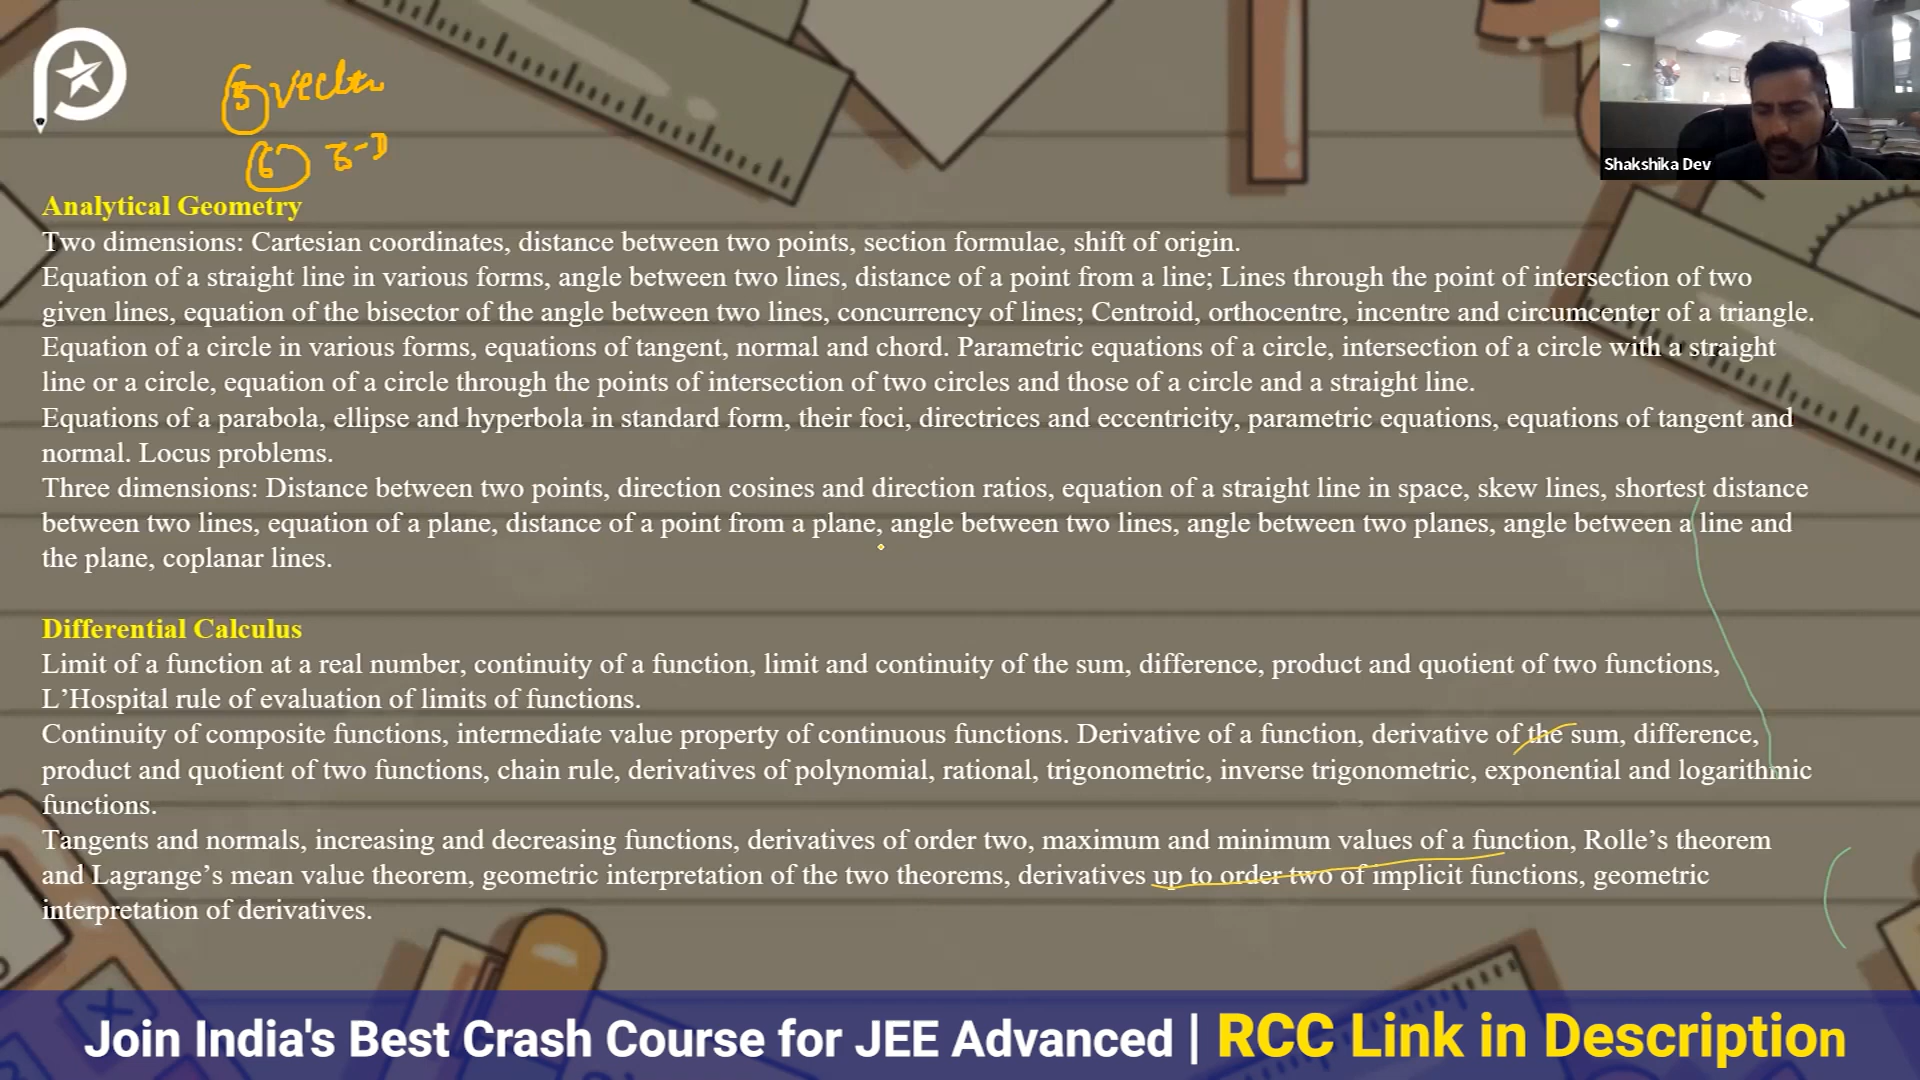 5 vector
6 3-D
Shakshika Dev
Analytical Geometry
Two dimensions: Cartesian coordinates, distance between two points, section formulae, shift of origin.
Equation of a straight line in various forms, angle between two lines, distance of a point from a line; Lines through the point of intersection of two
given lines, equation of the bisector of the angle between two lines, concurrency of lines; Centroid, orthocentre, incentre and circumcenter of a triangle.
Equation of a circle in various forms, equations of tangent, normal and chord. Parametric equations of a circle, intersection of a circle with a straight
line or a circle, equation of a circle through the points of intersection of two circles and those of a circle and a straight line.
Equations of a parabola, ellipse and hyperbola in standard form, their foci, directrices and eccentricity, parametric equations, equations of tangent and
normal. Locus problems.
Three dimensions: Distance between two points, direction cosines and direction ratios, equation of a straight line in space, skew lines, shortest distance
between two lines, equation of a plane, distance of a point from a plane, angle between two lines, angle between two planes, angle between a line and
the plane, coplanar lines.
Differential Calculus
Limit of a function at a real number, continuity of a function, limit and continuity of the sum, difference, product and quotient of two functions,
L’Hospital rule of evaluation of limits of functions.
Continuity of composite functions, intermediate value property of continuous functions. Derivative of a function, derivative of the sum, difference,
product and quotient of two functions, chain rule, derivatives of polynomial, rational, trigonometric, inverse trigonometric, exponential and logarithmic
functions.
Tangents and normals, increasing and decreasing functions, derivatives of order two, maximum and minimum values of a function, Rolle’s theorem
and Lagrange’s mean value theorem, geometric interpretation of the two theorems, derivatives up to order two of implicit functions, geometric
interpretation of derivatives.
Join India's Best Crash Course for JEE Advanced | RCC Link in Description